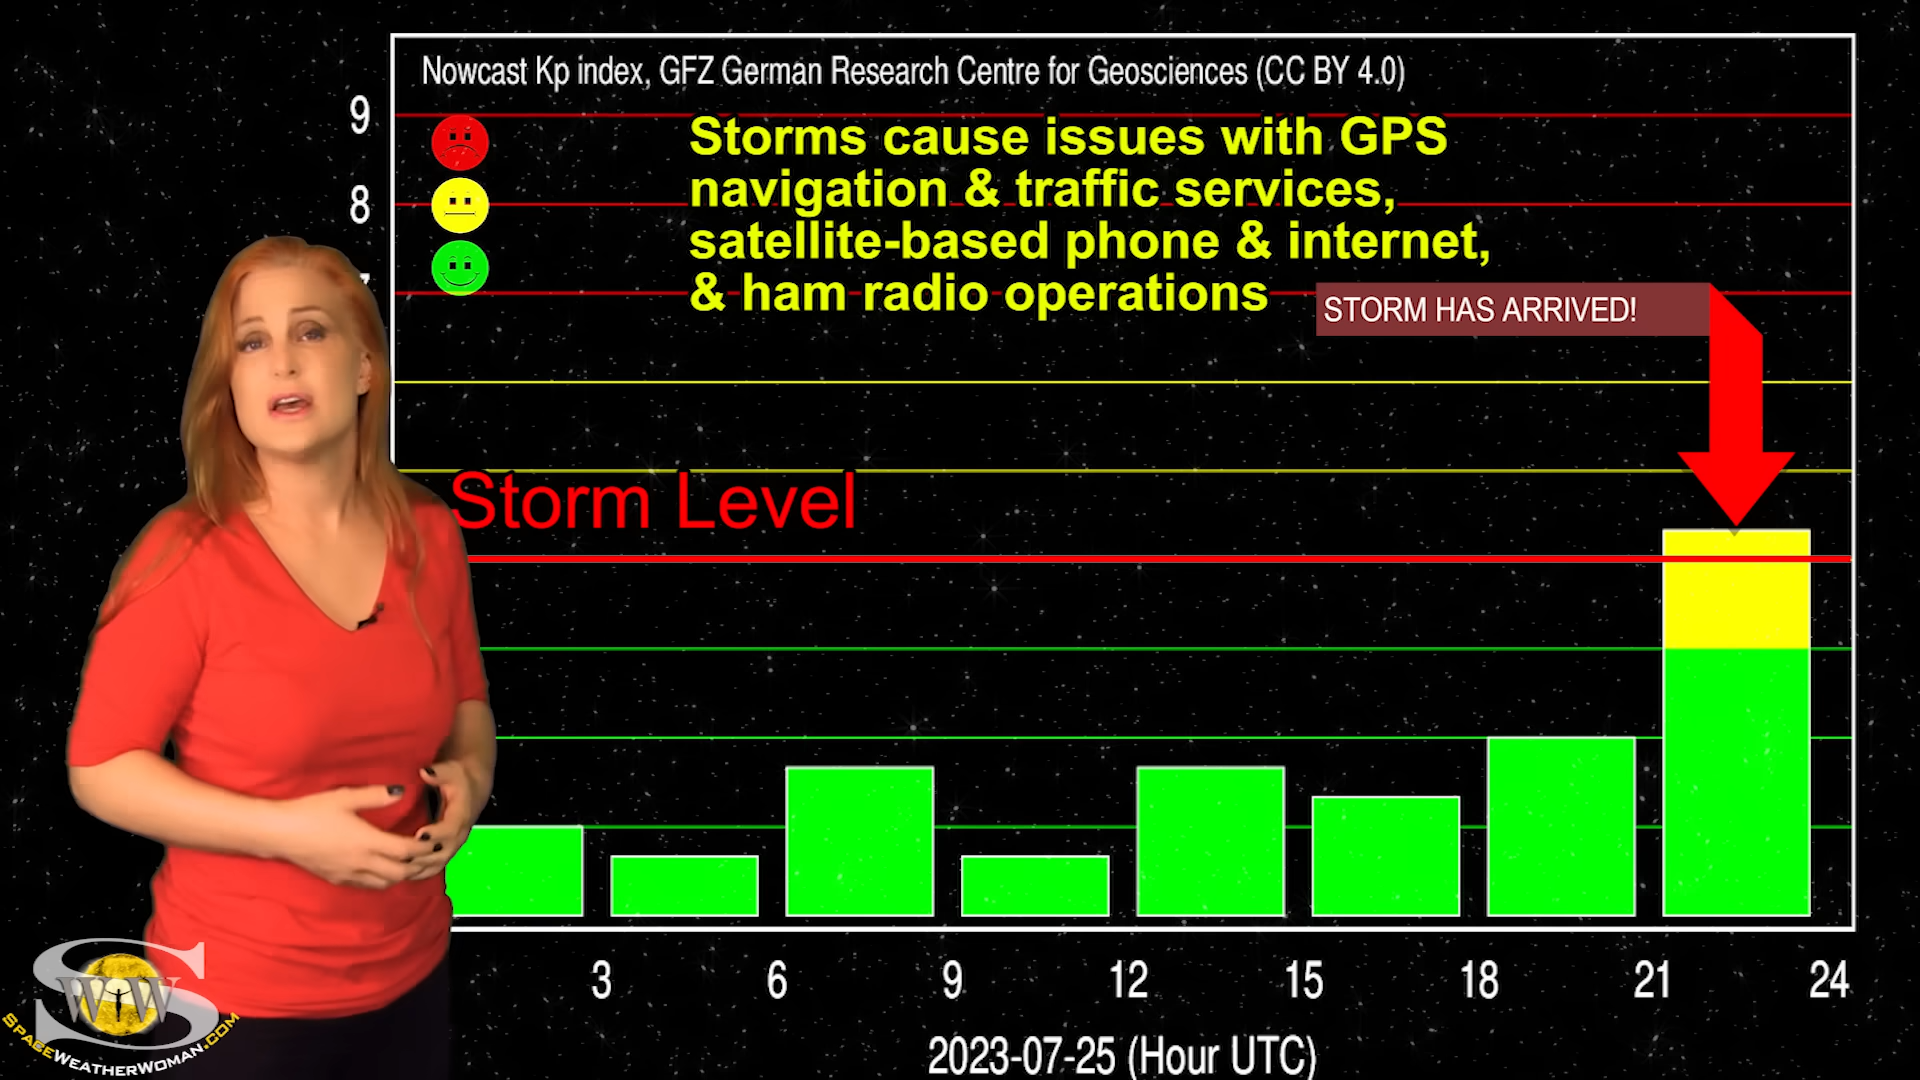 Nowcast Kp index, GFZ German Research Centre for Geosciences (CC BY 4.0)
9
8
Storms cause issues with GPS
navigation & traffic services,
satellite-based phone & internet,
& ham radio operations
STORM HAS ARRIVED!
Storm Level
3 6 9 12 15 18 21 24
2023-07-25 (Hour UTC)
SWW
SPACEWEATHERWOMAN.COM